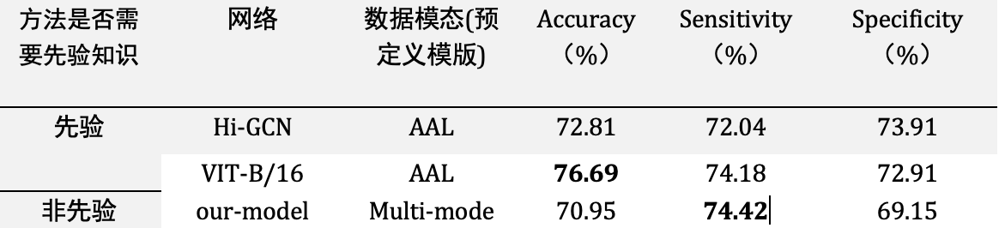 方法是否需要先验知识 网络 数据模态(预定义模版) Accuracy（%） Sensitivity（%） Specificity（%）
先验 Hi-GCN AAL 72.81 72.04 73.91
VIT-B/16 AAL 76.69 74.18 72.91
非先验 our-model Multi-mode 70.95 74.42 69.15